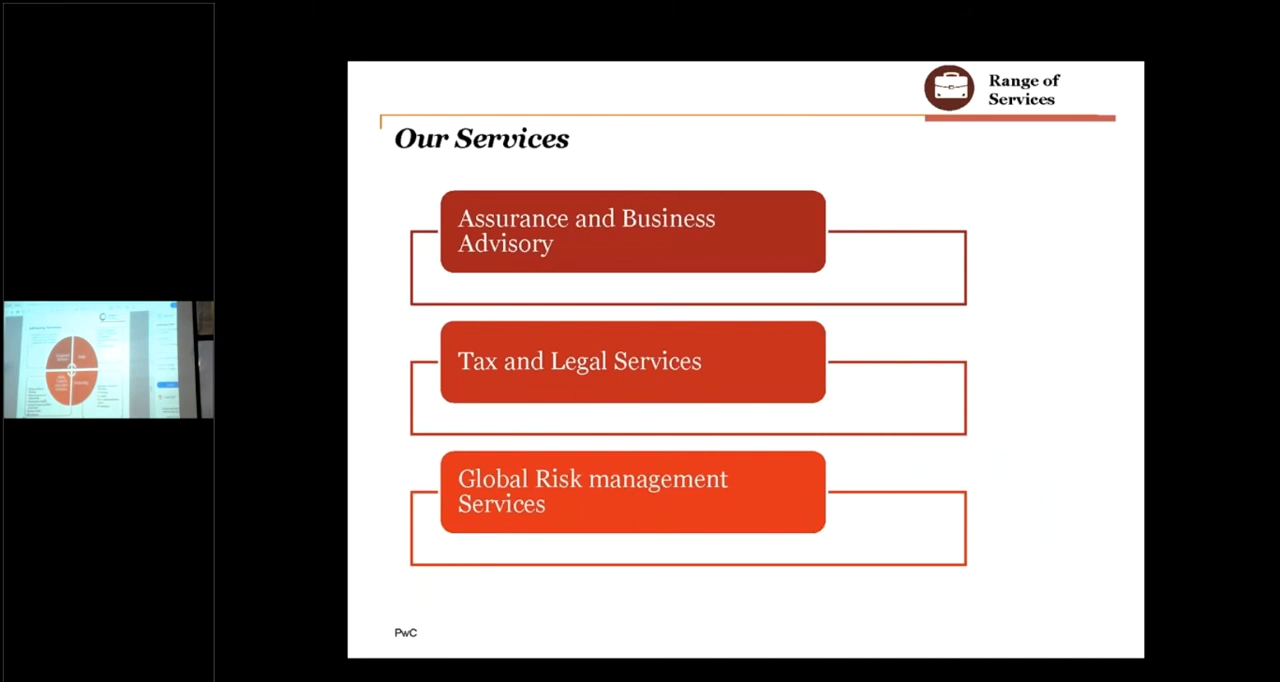 Range of
Services
Our Services
Assurance and Business
Advisory
Tax and Legal Services
Global Risk management
Services
PwC